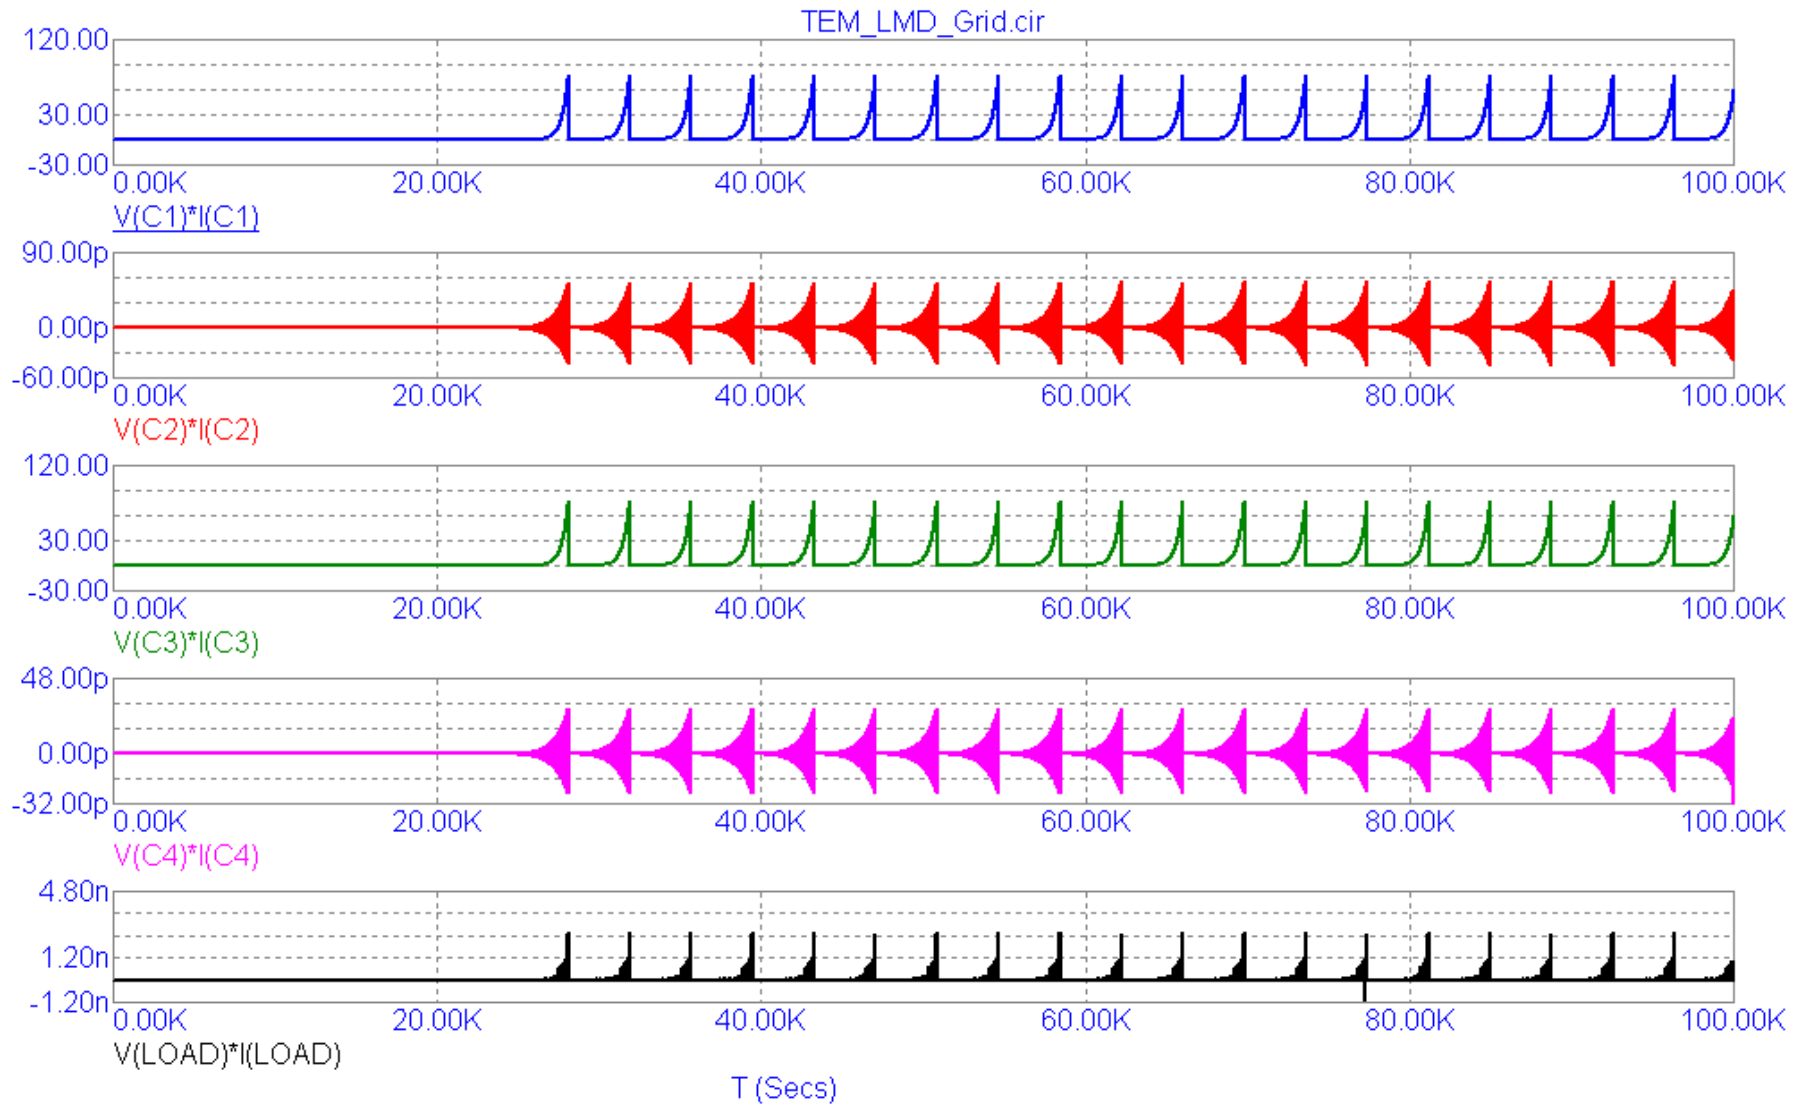 TEM_LMD_Grid.cir
120.00
30.00
-30.00
0.00K 20.00K 40.00K 60.00K 80.00K 100.00K
V(C1)*I(C1)
90.00p
0.00p
-60.00p
0.00K 20.00K 40.00K 60.00K 80.00K 100.00K
V(C2)*I(C2)
120.00
30.00
-30.00
0.00K 20.00K 40.00K 60.00K 80.00K 100.00K
V(C3)*I(C3)
48.00p
0.00p
-32.00p
0.00K 20.00K 40.00K 60.00K 80.00K 100.00K
V(C4)*I(C4)
4.80n
1.20n
-1.20n
0.00K 20.00K 40.00K 60.00K 80.00K 100.00K
V(LOAD)*I(LOAD)
T (Secs)